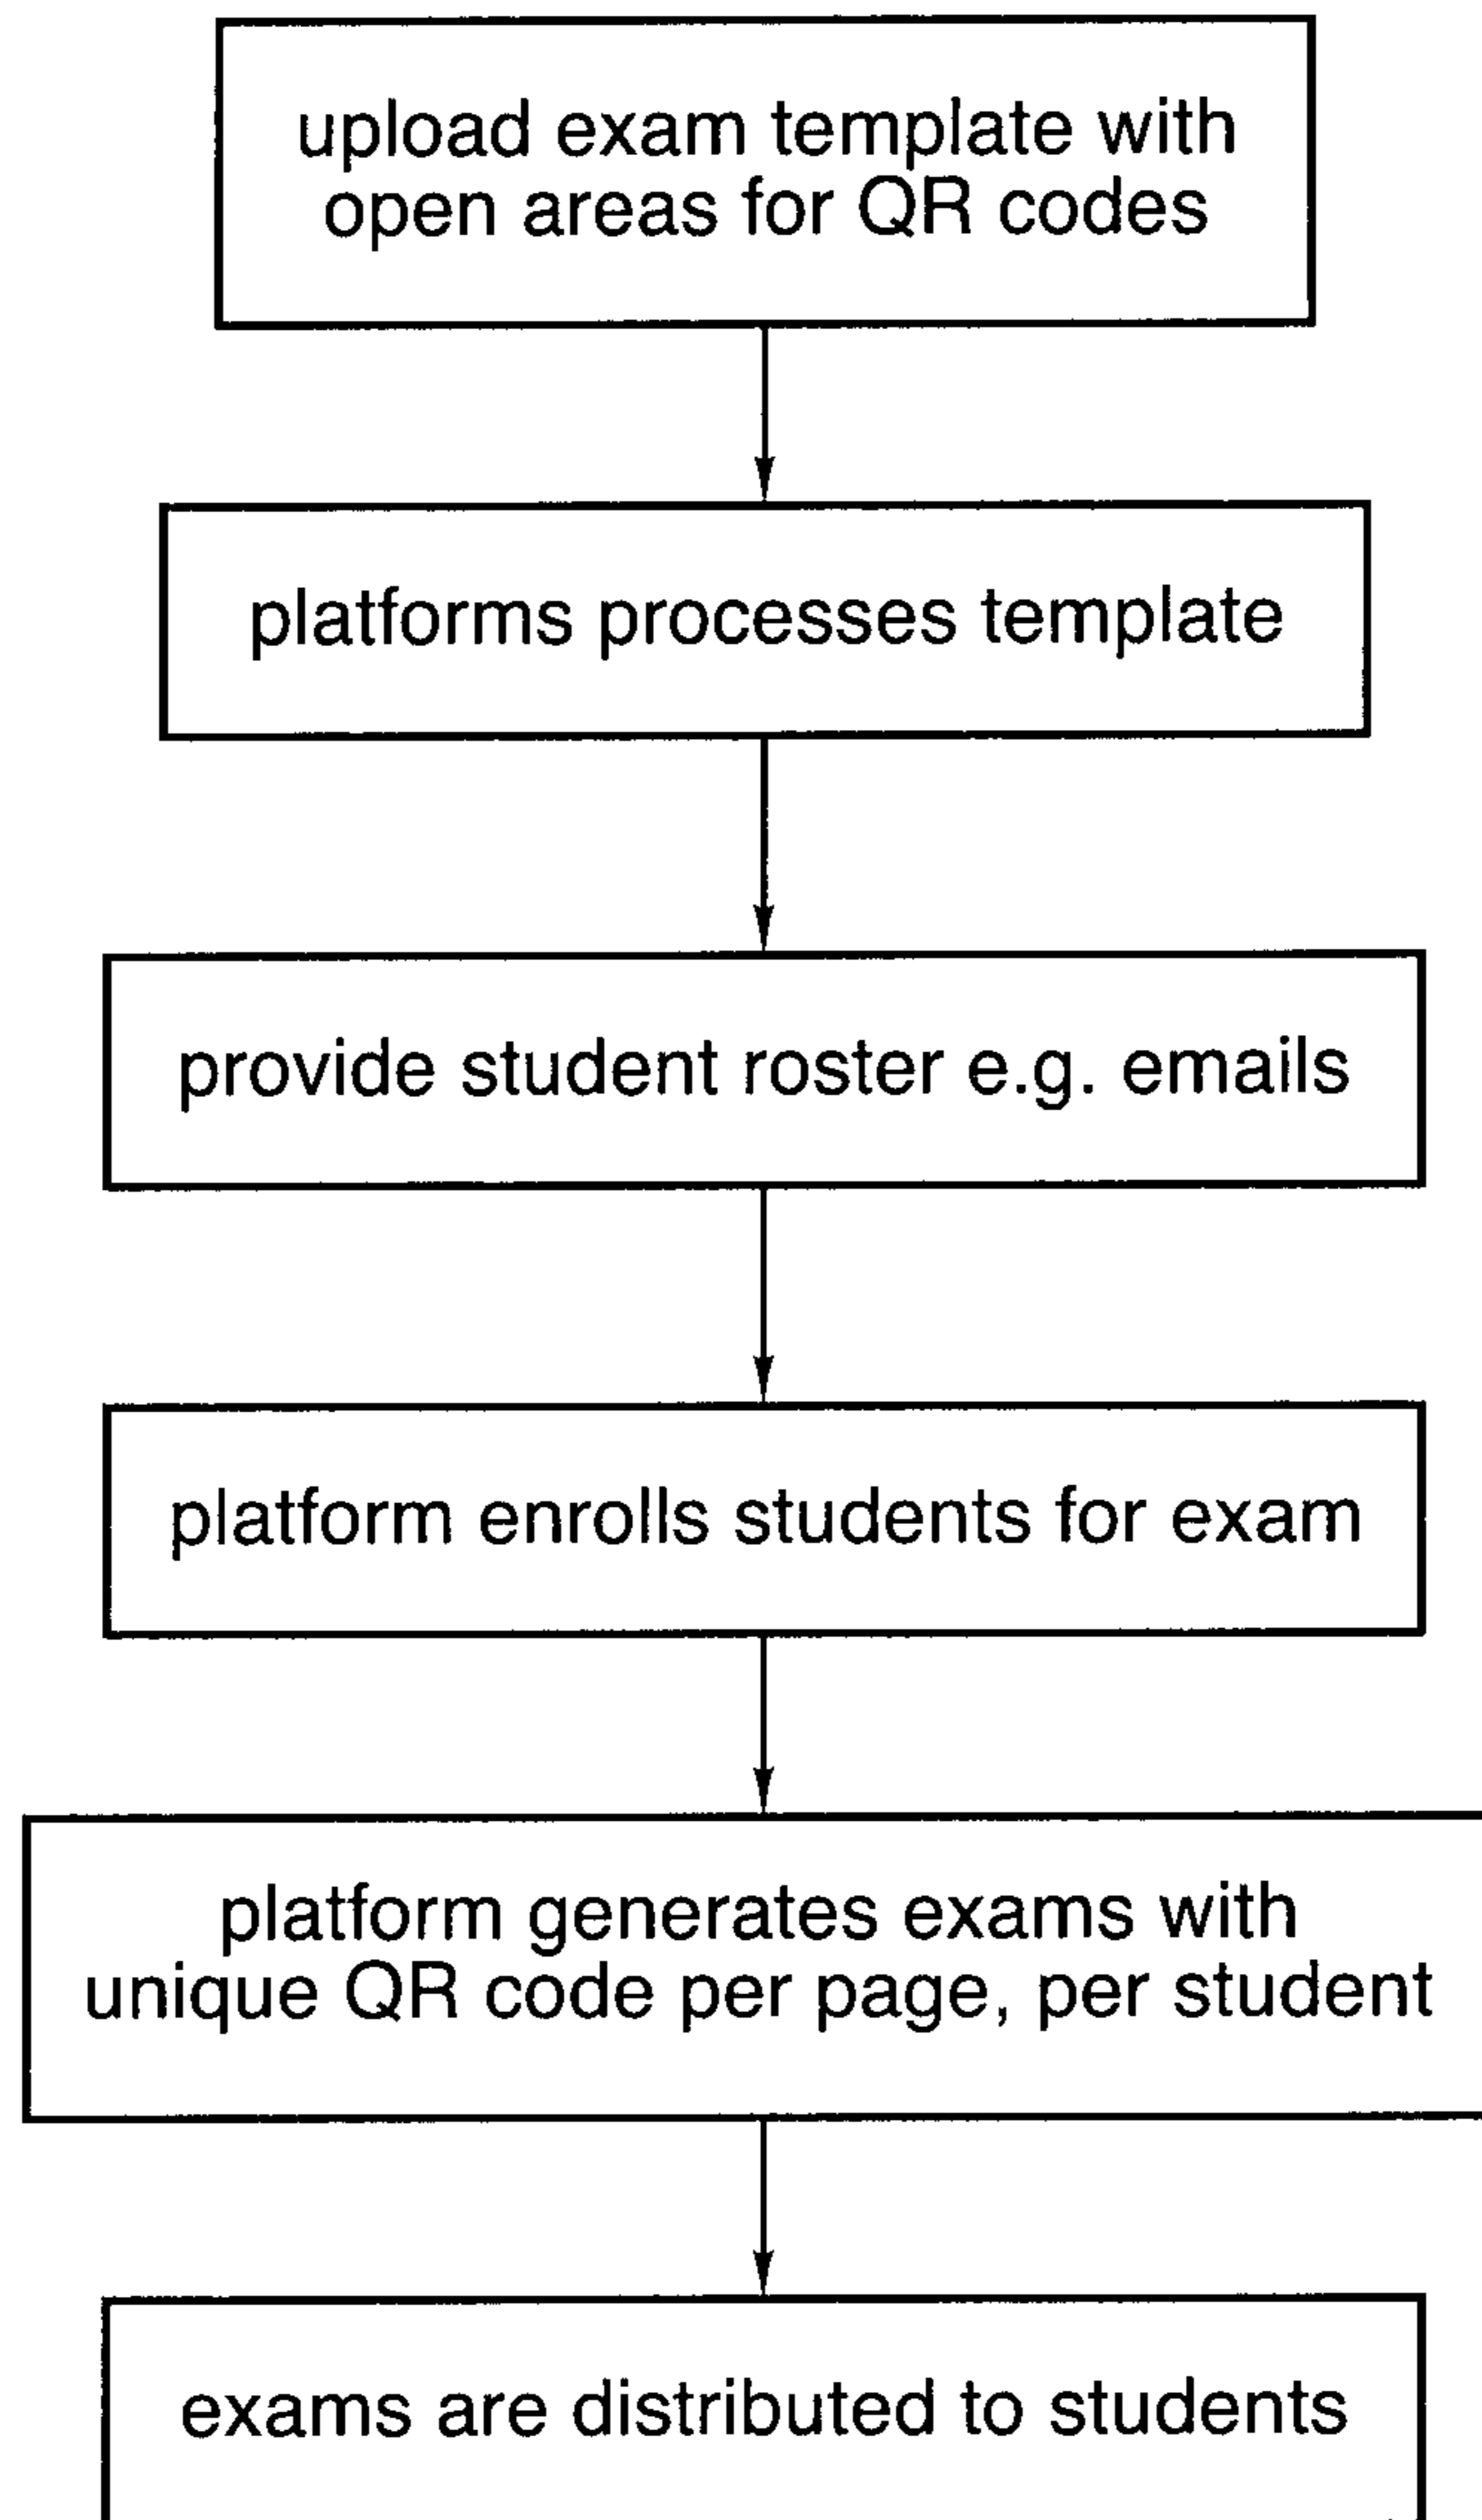 upload exam template with
open areas for QR codes
platforms processes template
provide student roster e.g. emails
platform enrolls students for exam
platform generates exams with
unique QR code per page, per student
exams are distributed to students